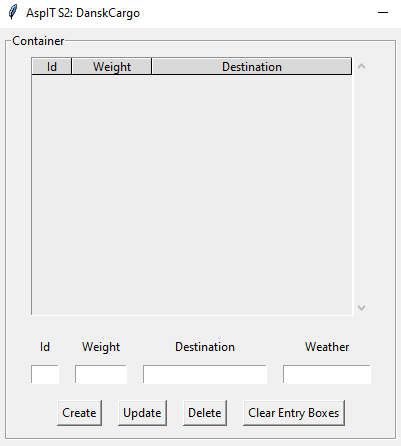 AspIT S2: DanskCargo
Container
Id Weight Destination
Id Weight Destination Weather
Create Update Delete Clear Entry Boxes